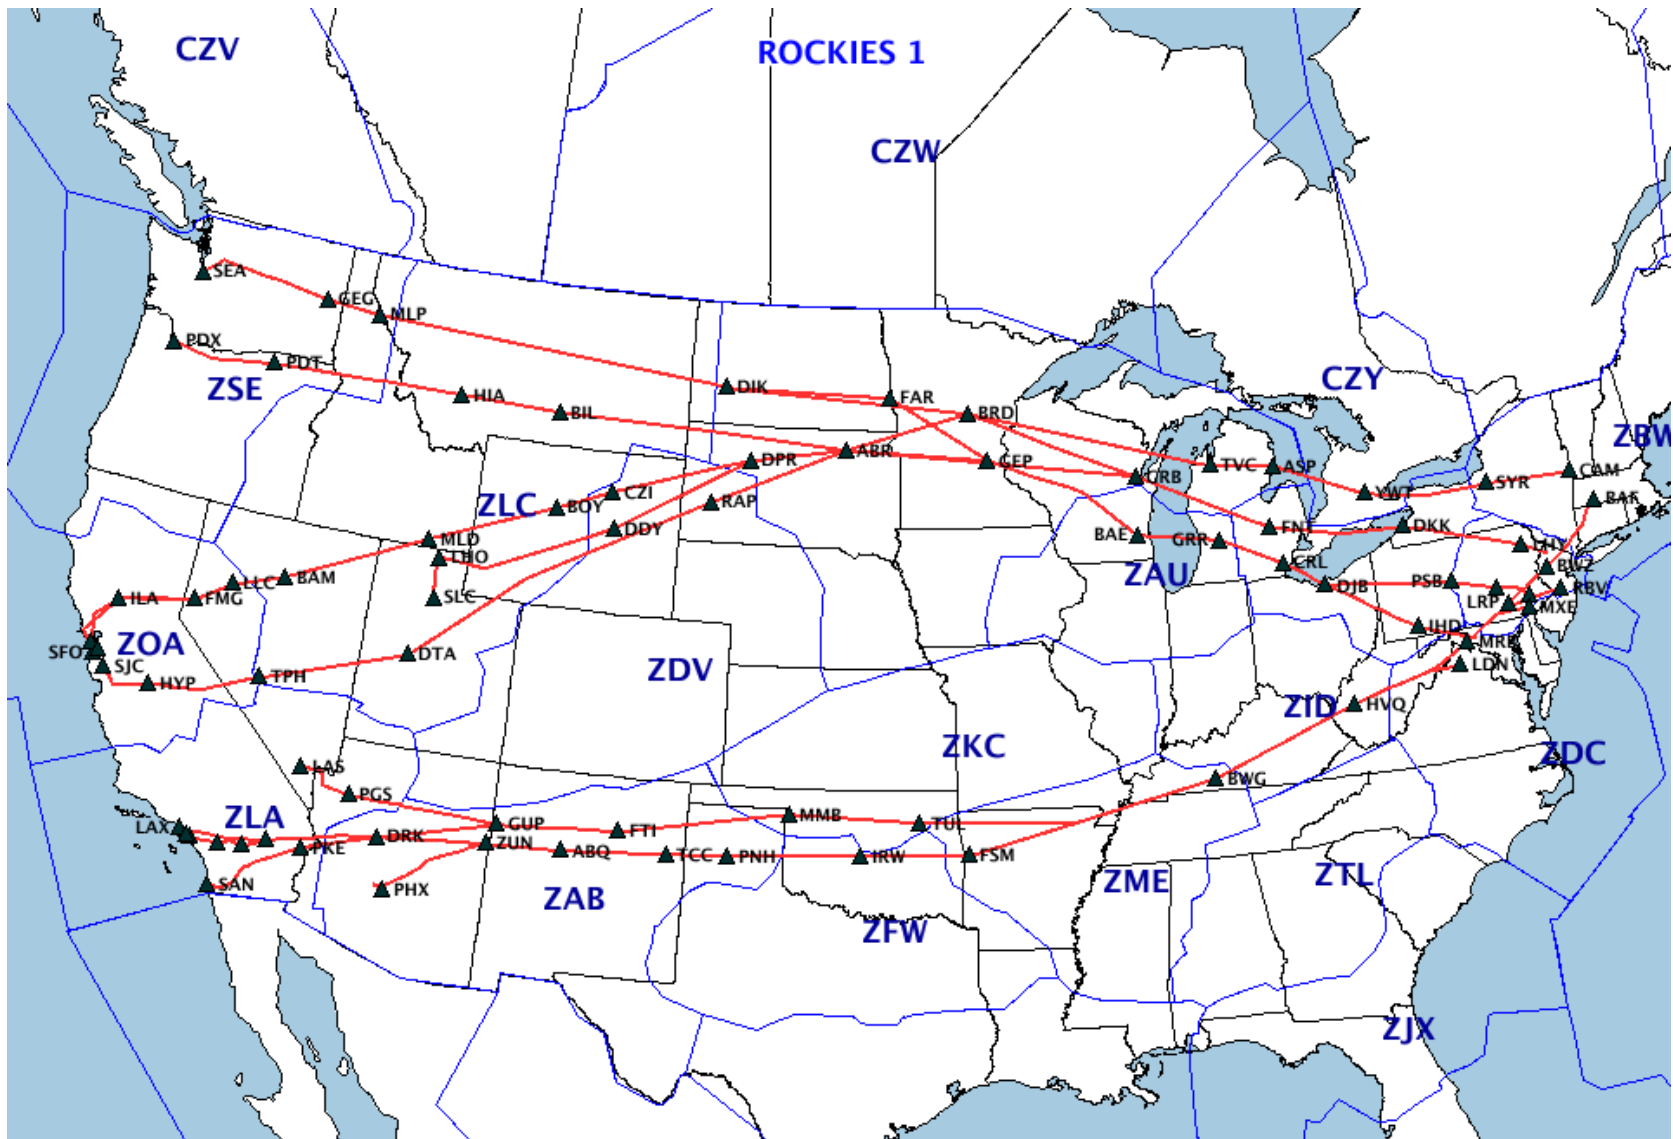 CZV
ROCKIES 1
CZW
SEA
GEG
MLP
PDX
PDT
ZSE
HIA
BIL
DIK
FAR
BRD
CZY
ZBW
ABR
GEP
DPR
RAP
GRB
TVC
ASP
YWT
SYR
CAM
BAF
ZLC
CZI
BOY
DDY
MLD
LHO
SLC
BAE
GRR
FNT
DKK
LHY
BWZ
RBV
ZAU
CRL
DJB
PSB
LRP
MXE
ILA
FMG
LLC
BAM
SFO
ZOA
SJC
HYP
TPH
DTA
ZDV
IHD
MRB
LDN
ZID
HVQ
ZKC
ZDC
BWG
LAS
PGS
LAX
ZLA
DRK
GUP
FTI
MMB
TUL
PKE
ZUN
ABQ
TCC
PNH
IRW
FSM
SAN
PHX
ZAB
ZFW
ZME
ZTL
ZJX